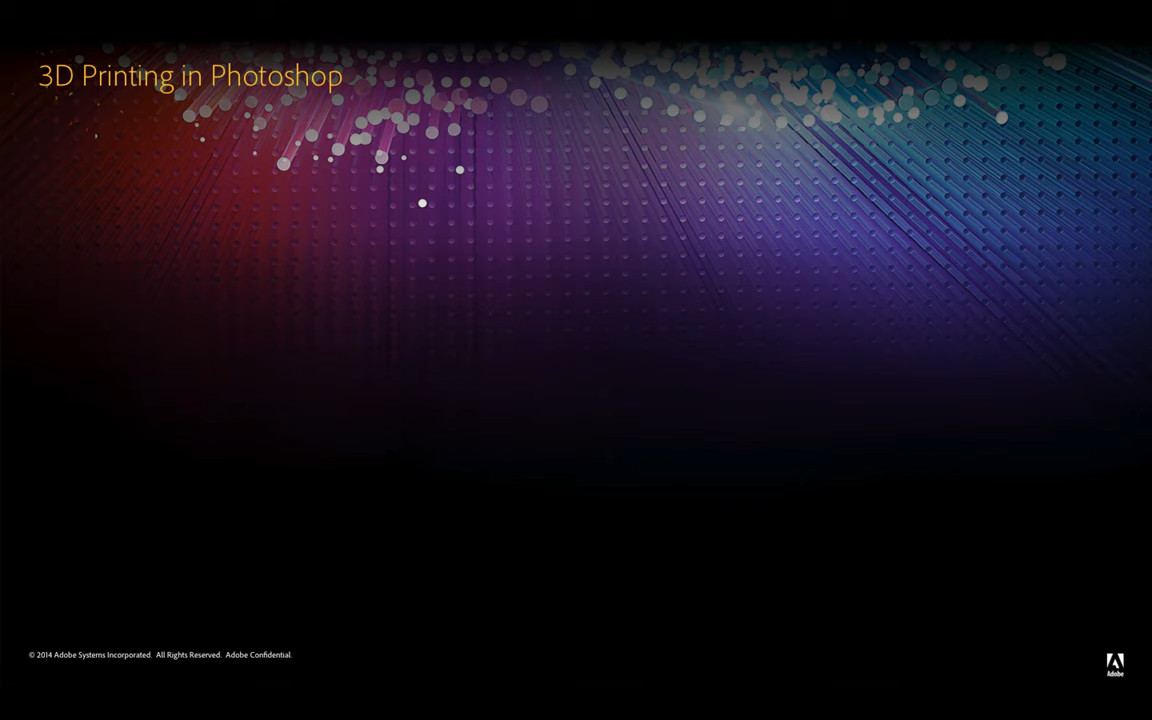 3D Printing in Photoshop
© 2014 Adobe Systems Incorporated. All Rights Reserved. Adobe Confidential.
Adobe